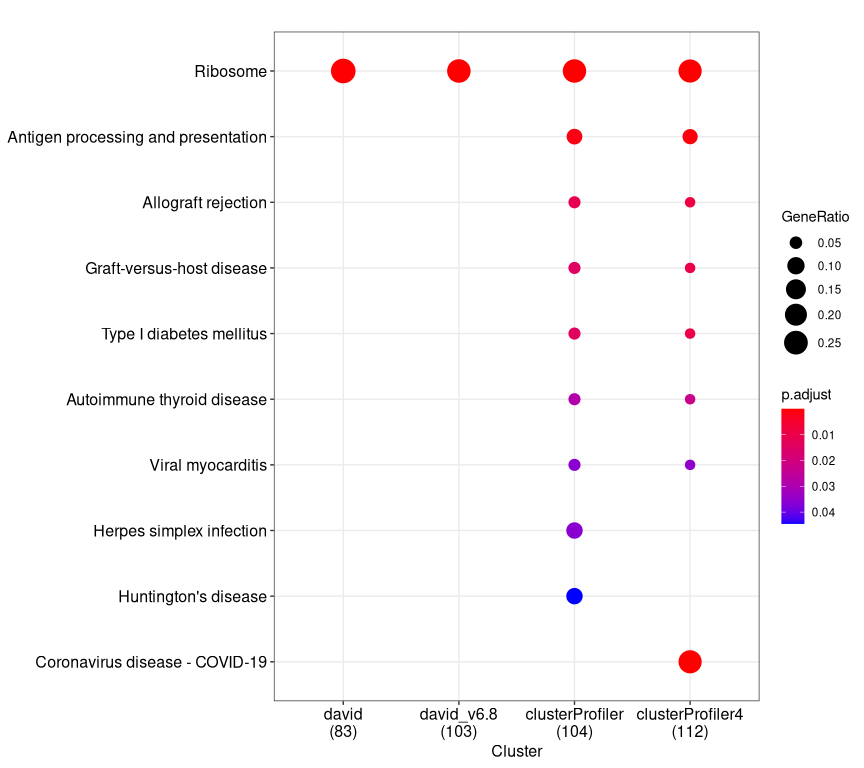 Ribosome
Antigen processing and presentation
Allograft rejection
Graft-versus-host disease
Type I diabetes mellitus
Autoimmune thyroid disease
Viral myocarditis
Herpes simplex infection
Huntington's disease
Coronavirus disease - COVID-19
david
(83)
david_v6.8
(103)
clusterProfiler
(104)
clusterProfiler4
(112)
Cluster
GeneRatio
0.05
0.10
0.15
0.20
0.25
p.adjust
0.01
0.02
0.03
0.04